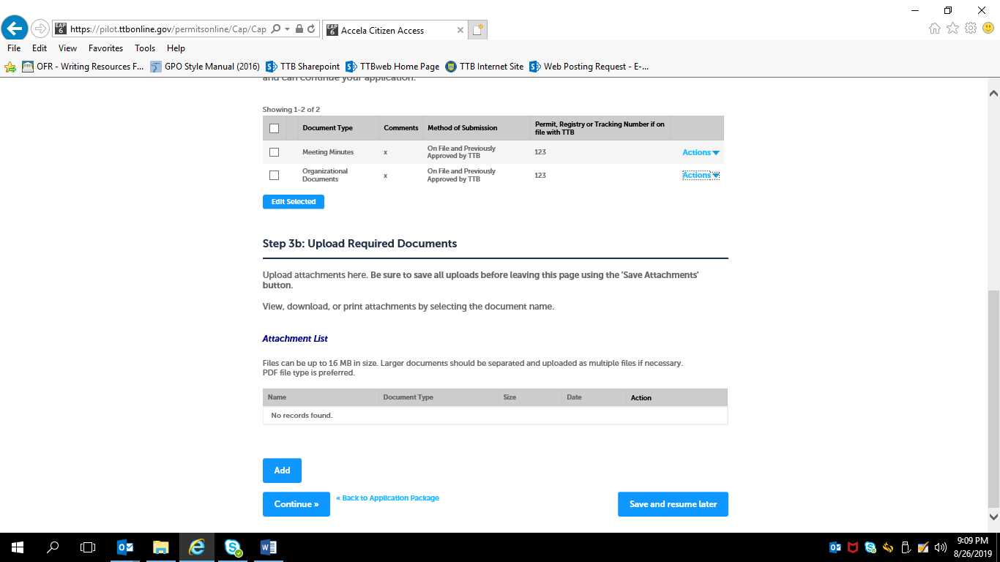 https://pilot.ttbonline.gov/permitsonline/Cap/Cap
Accela Citizen Access
File Edit View Favorites Tools Help
OFR - Writing Resources F... GPO Style Manual (2016) TTB Sharepoint TTBweb Home Page TTB Internet Site Web Posting Request - E-...
and can continue your application.
Showing 1-2 of 2
Document Type Comments Method of Submission Permit, Registry or Tracking Number if on
file with TTB
Meeting Minutes x On File and Previously
Approved by TTB 123 Actions
Organizational
Documents x On File and Previously
Approved by TTB 123 Actions
Edit Selected
Step 3b: Upload Required Documents
Upload attachments here. Be sure to save all uploads before leaving this page using the 'Save Attachments'
button.
View, download, or print attachments by selecting the document name.
Attachment List
Files can be up to 16 MB in size. Larger documents should be separated and uploaded as multiple files if necessary.
PDF file type is preferred.
Name Document Type Size Date Action
No records found.
Add
Continue » « Back to Application Package Save and resume later
9:09 PM
8/26/2019